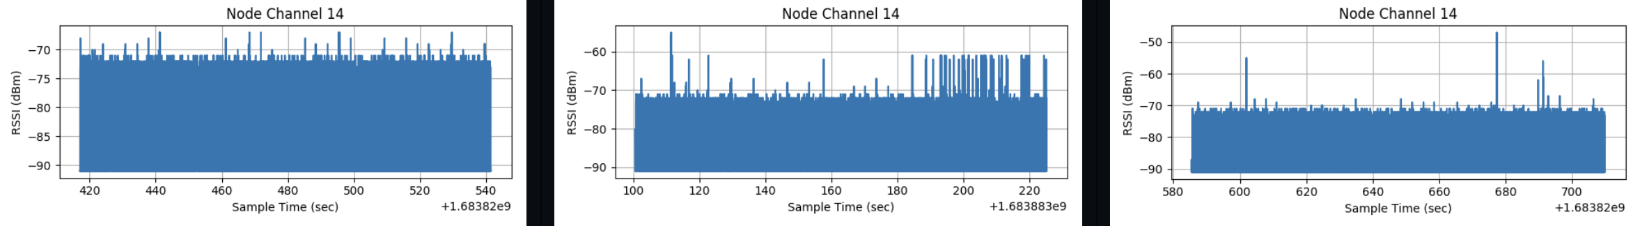 Node Channel 14
RSSI (dBm)
−70
−75
−80
−85
−90
420 440 460 480 500 520 540
Sample Time (sec)
+1.68382e9
Node Channel 14
RSSI (dBm)
−60
−70
−80
−90
100 120 140 160 180 200 220
Sample Time (sec)
+1.683883e9
Node Channel 14
RSSI (dBm)
−50
−60
−70
−80
−90
580 600 620 640 660 680 700
Sample Time (sec)
+1.68382e9